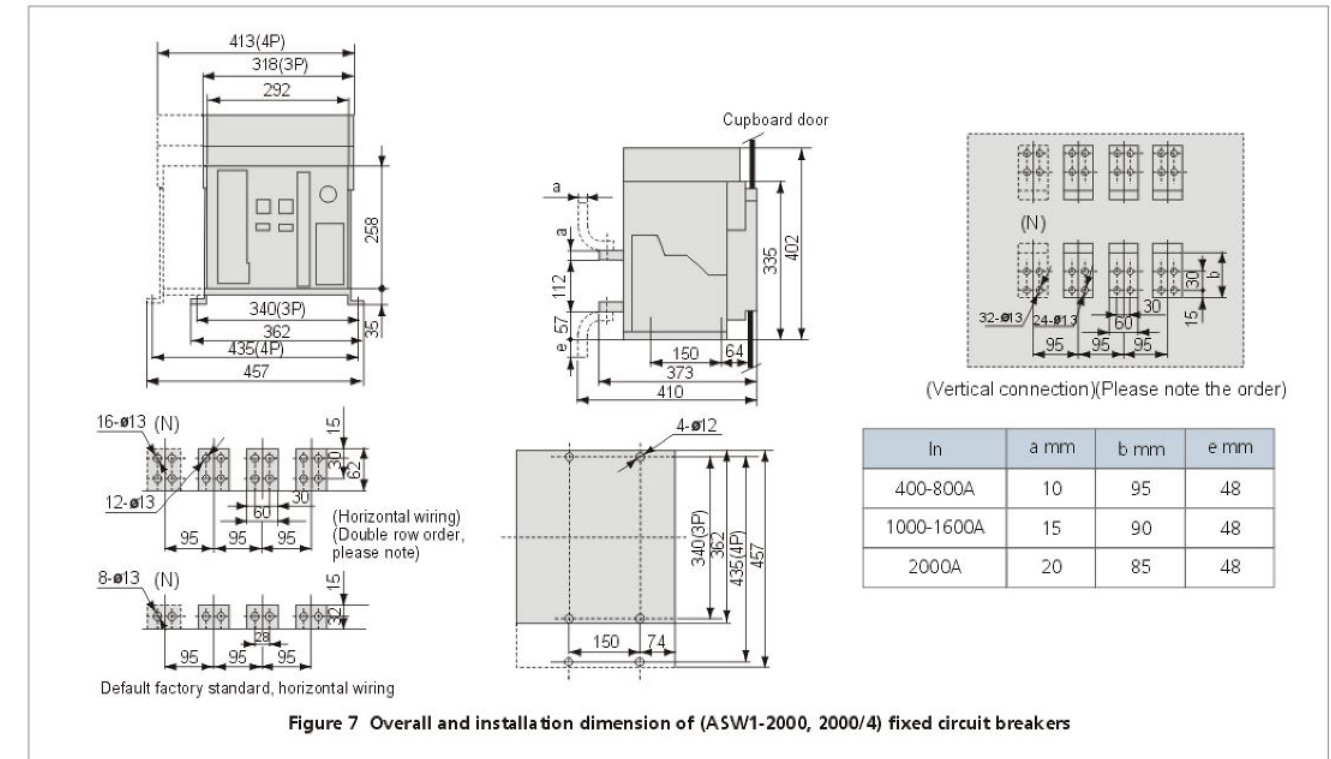 413(4P)
318(3P)
292
258
340(3P)
35
362
435(4P)
457
Cupboard door
a
a
112
57
e
335
402
150
64
373
410
(N)
32-ø13
24-ø13
30
60
30
b
15
95
95
95
(Vertical connection)(Please note the order)
16-ø13 (N)
15
30
62
12-ø13
30
60
95
95
95
(Horizontal wiring)
(Double row order,
please note)
8-ø13 (N)
15
32
28
95
95
95
Default factory standard, horizontal wiring
4-ø12
340(3P)
362
435(4P)
457
150
74
In a mm b mm e mm
400-800A 10 95 48
1000-1600A 15 90 48
2000A 20 85 48
Figure 7 Overall and installation dimension of (ASW1-2000, 2000/4) fixed circuit breakers